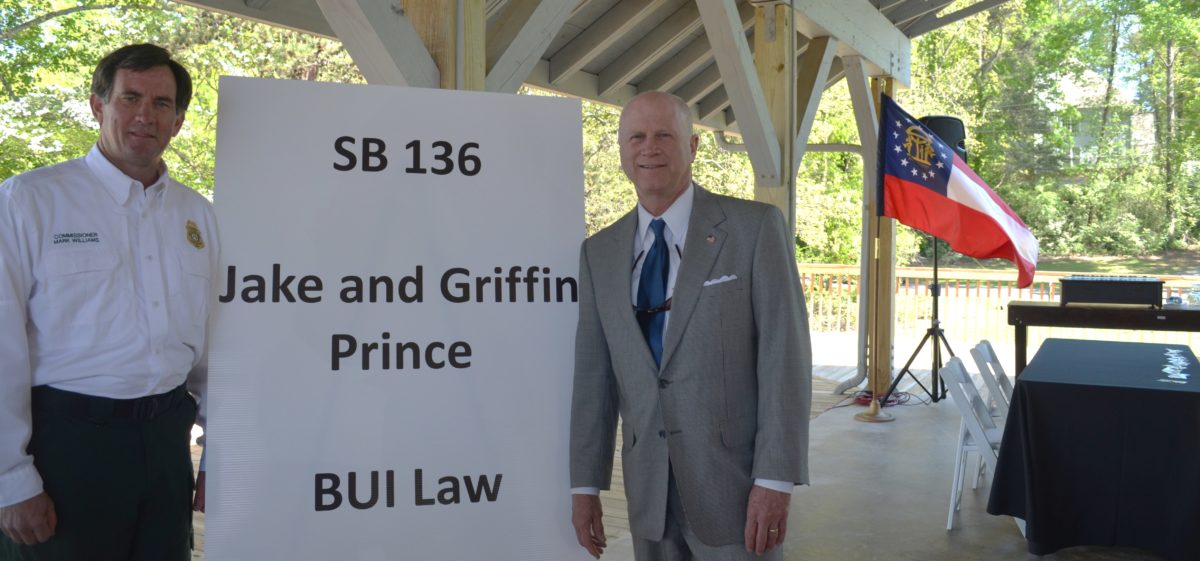 COMMISSIONER
MARK WILLIAMS
SB 136
Jake and Griffin
Prince
BUI Law